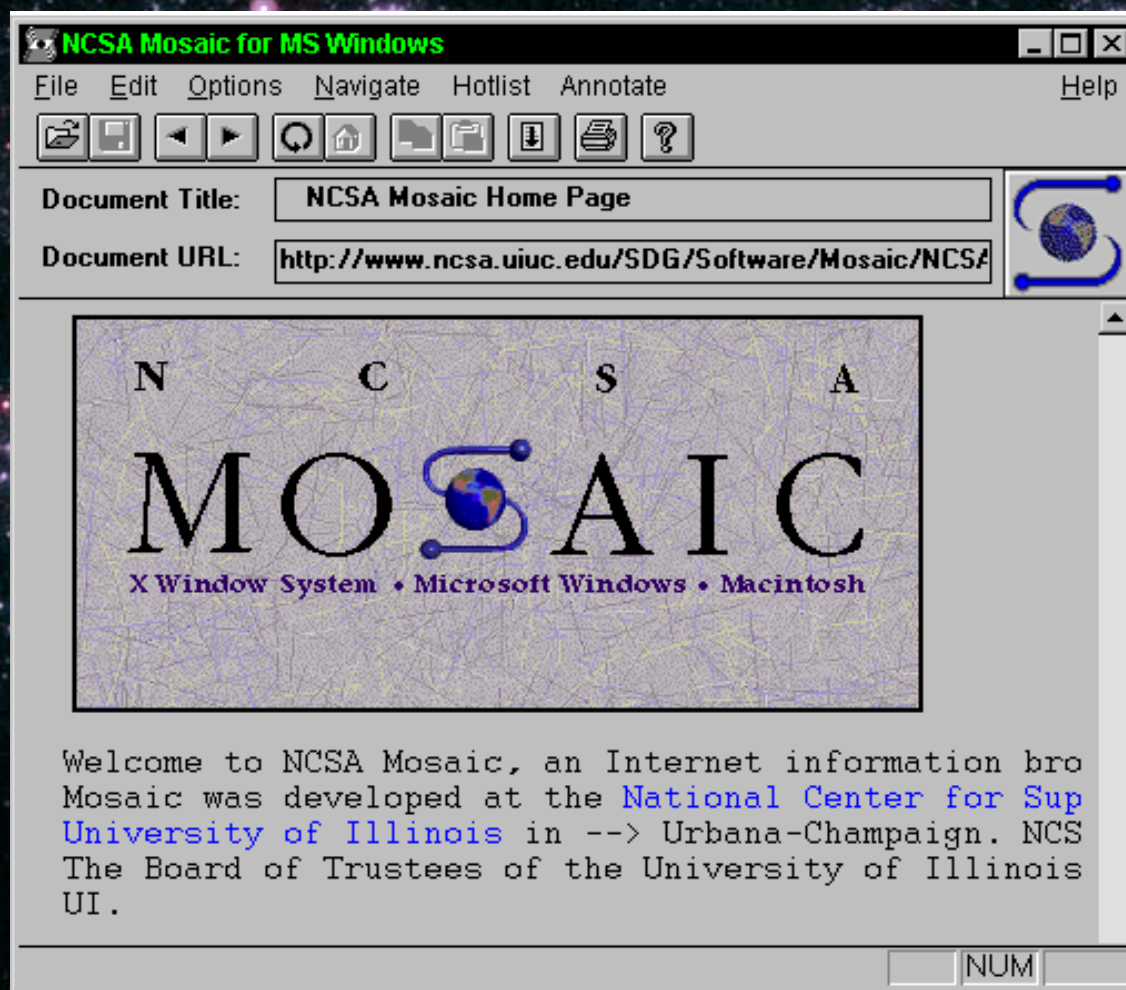 NCSA Mosaic for MS Windows
File Edit Options Navigate Hotlist Annotate Help
Document Title: NCSA Mosaic Home Page
Document URL: http://www.ncsa.uiuc.edu/SDG/Software/Mosaic/NCSA
N C S A
MOSAIC
X Window System • Microsoft Windows • Macintosh
Welcome to NCSA Mosaic, an Internet information bro
Mosaic was developed at the National Center for Sup
University of Illinois in --> Urbana-Champaign. NCS
The Board of Trustees of the University of Illinois
UI.
NUM